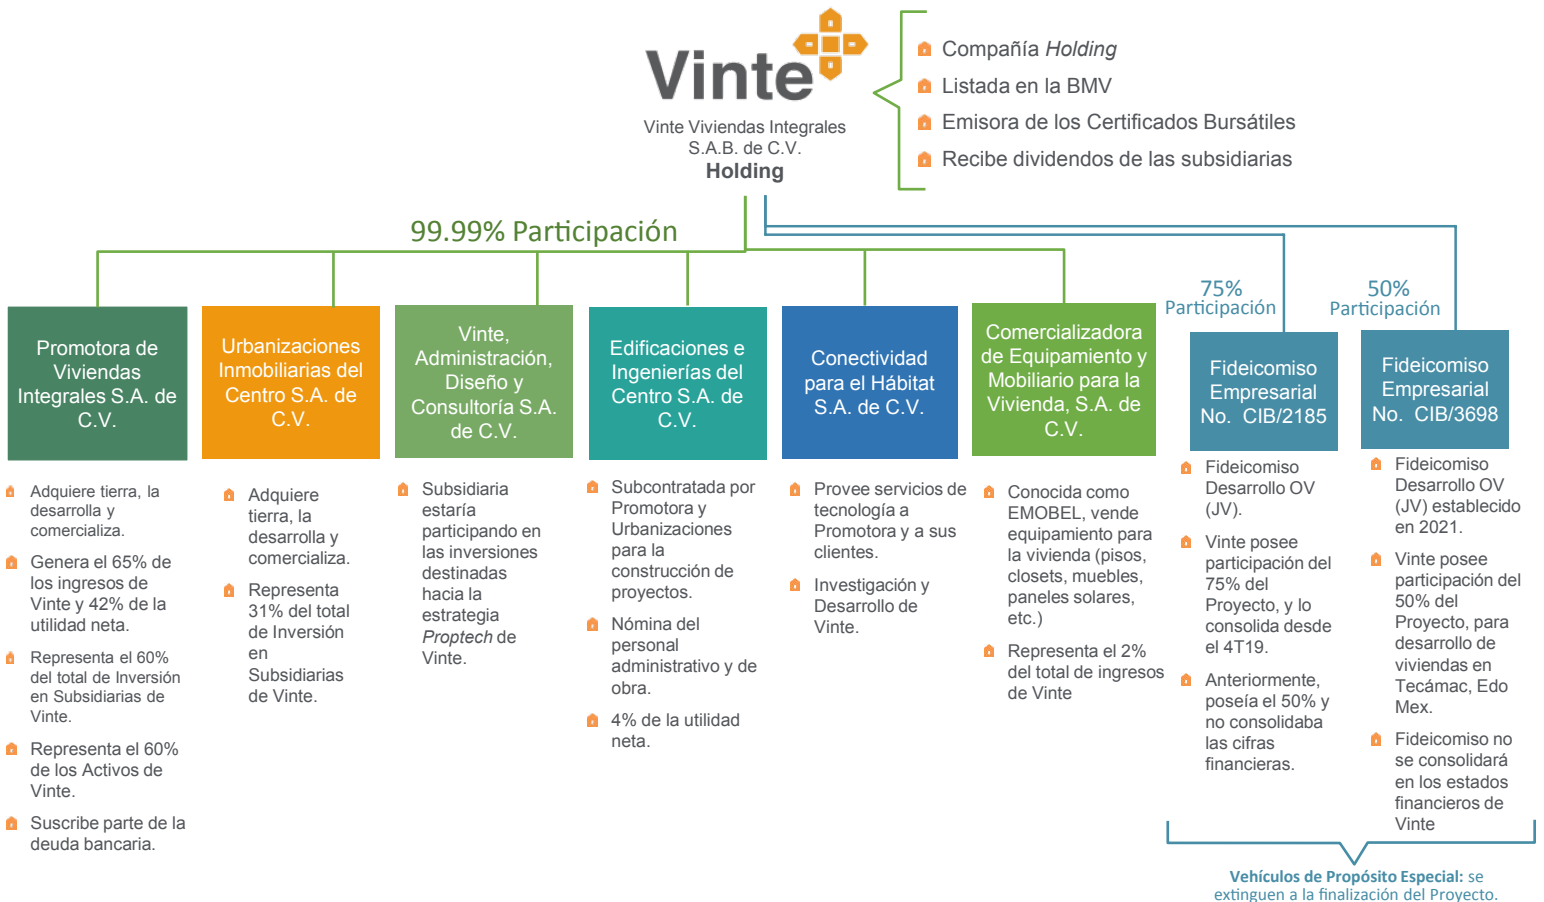 Vinte
Vinte Viviendas Integrales
S.A.B. de C.V.
Holding
Compañía Holding
Listada en la BMV
Emisora de los Certificados Bursátiles
Recibe dividendos de las subsidiarias
99.99% Participación
75%
Participación
50%
Participación
Promotora de
Viviendas
Integrales S.A. de
C.V.
Adquiere tierra, la
desarrolla y
comercializa.
Genera el 65% de
los ingresos de
Vinte y 42% de la
utilidad neta.
Representa el 60%
del total de Inversión
en Subsidiarias de
Vinte.
Representa el 60%
de los Activos de
Vinte.
Suscribe parte de la
deuda bancaria.
Urbanizaciones
Inmobiliarias del
Centro S.A. de
C.V.
Adquiere
tierra, la
desarrolla y
comercializa.
Representa
31% del total
de Inversión
en
Subsidiarias
de Vinte.
Vinte,
Administración,
Diseño y
Consultoría S.A.
de C.V.
Subsidiaria
estaría
participando en
las inversiones
destinadas
hacia la
estrategia
Proptech de
Vinte.
Edificaciones e
Ingenierías del
Centro S.A. de
C.V.
Subcontratada por
Promotora y
Urbanizaciones
para la
construcción de
proyectos.
Nómina del
personal
administrativo y de
obra.
4% de la utilidad
neta.
Conectividad
para el Hábitat
S.A. de C.V.
Provee servicios de
tecnología a
Promotora y a sus
clientes.
Investigación y
Desarrollo de
Vinte.
Comercializadora
de Equipamiento y
Mobiliario para la
Vivienda, S.A. de
C.V.
Conocida como
EMOBEL, vende
equipamiento para
la vivienda (pisos,
closets, muebles,
paneles solares,
etc.)
Representa el 2%
del total de ingresos
de Vinte
Fideicomiso
Empresarial
No. CIB/2185
Fideicomiso
Desarrollo OV
(JV).
Vinte posee
participación del
75% del
Proyecto, y lo
consolida desde
el 4T19.
Anteriormente,
poseía el 50% y
no consolidaba
las cifras
financieras.
Fideicomiso
Empresarial
No. CIB/3698
Fideicomiso
Desarrollo OV
(JV) establecido
en 2021.
Vinte posee
participación del
50% del
Proyecto, para
desarrollo de
viviendas en
Tecámac, Edo
Mex.
Fideicomiso no
se consolidará
en los estados
financieros de
Vinte
Vehículos de Propósito Especial: se
extinguen a la finalización del Proyecto.